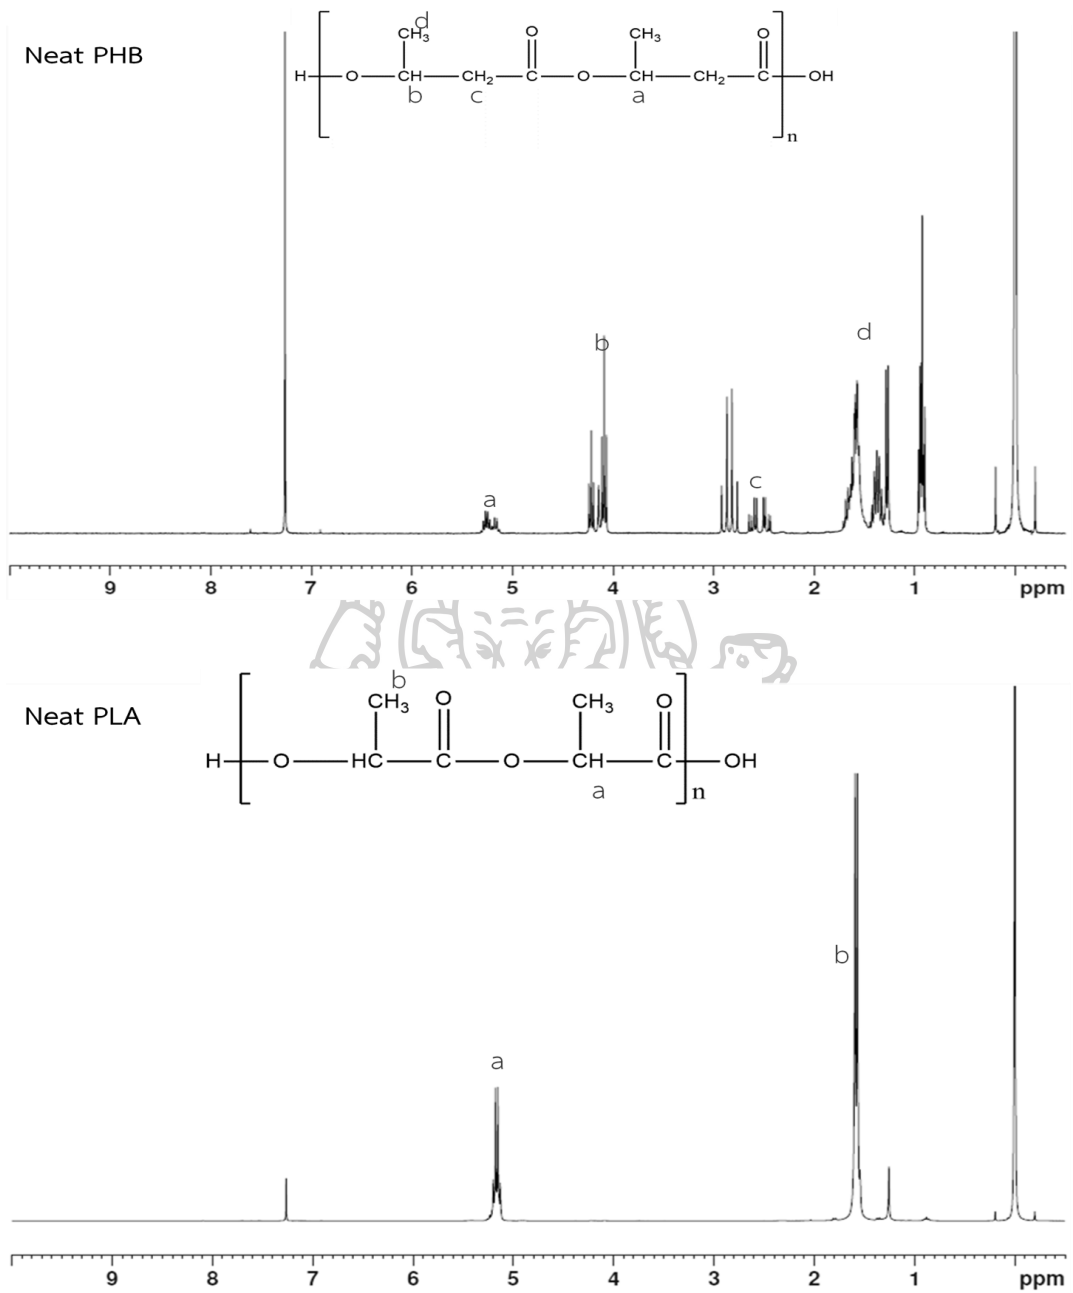 Neat PHB
d
CH3 O CH3 O
H O CH CH2 C O CH CH2 C OH
b c a
n
d
b
c
a
9 8 7 6 5 4 3 2 1 ppm
Neat PLA
b
CH3 O CH3 O
H O HC C O CH C OH
a n
b
a
9 8 7 6 5 4 3 2 1 ppm